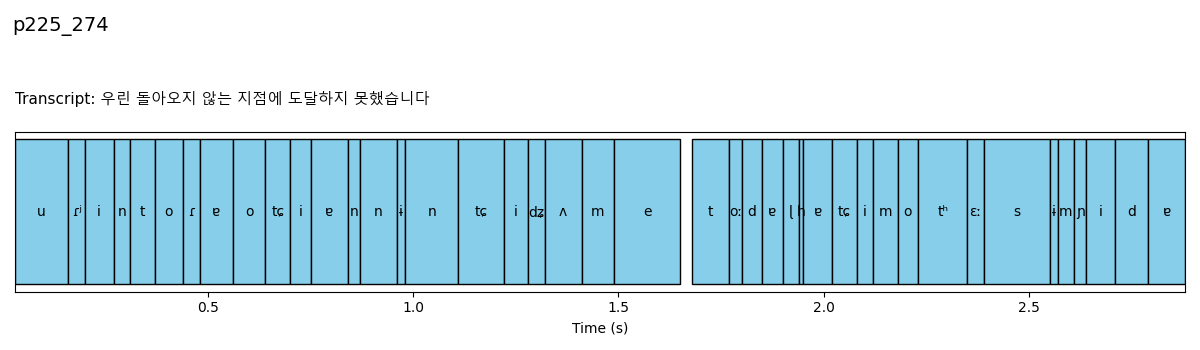 p225_274
Transcript: 우린 돌아오지 않는 지점에 도달하지 못했습니다
u ɾʲ i n t o ɾ ɐ o tɕ i ɐ n n ɨ n tɕ i dʑ ʌ m e t oː d ɐ ɭ h ɐ tɕ i m o tʰ ɛː s ɨ m ɲ i d ɐ
0.5 1.0 1.5 2.0 2.5
Time (s)